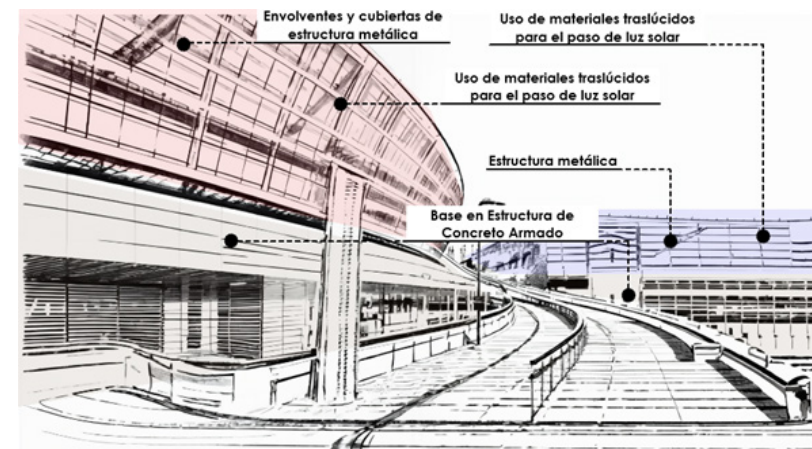 Envolventes y cubiertas de
estructura metálica
Uso de materiales traslúcidos
para el paso de luz solar
Uso de materiales traslúcidos
para el paso de luz solar
Estructura metálica
Base en Estructura de
Concreto Armado